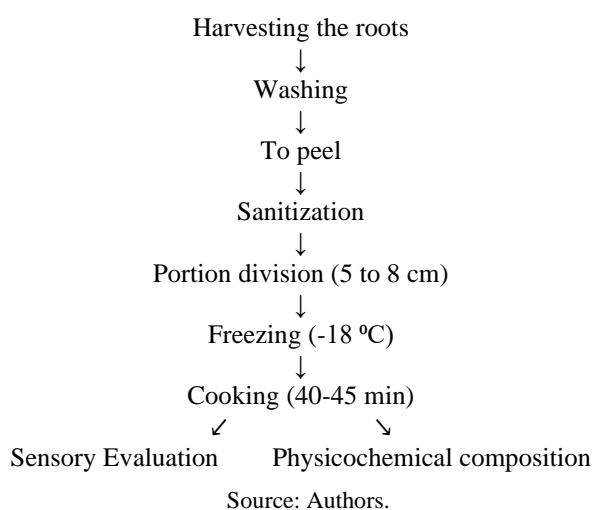 Harvesting the roots
↓
Washing
↓
To peel
↓
Sanitization
↓
Portion division (5 to 8 cm)
↓
Freezing (-18 ⁰C)
↓
Cooking (40-45 min)
↙ ↘
Sensory Evaluation Physicochemical composition
Source: Authors.